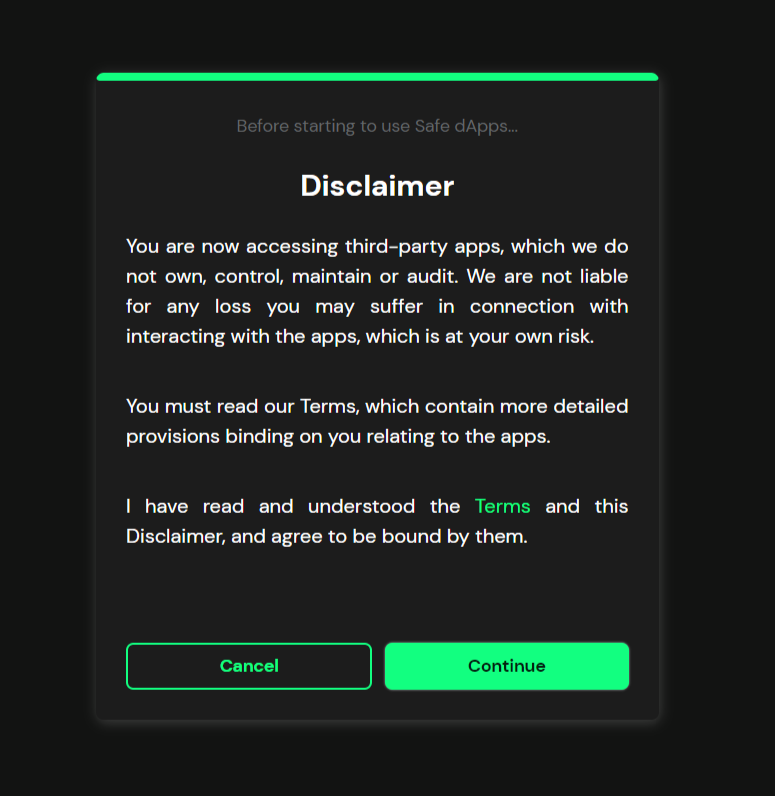 Before starting to use Safe dApps...
Disclaimer
You are now accessing third-party apps, which we do
not own, control, maintain or audit. We are not liable
for any loss you may suffer in connection with
interacting with the apps, which is at your own risk.
You must read our Terms, which contain more detailed
provisions binding on you relating to the apps.
I have read and understood the Terms and this
Disclaimer, and agree to be bound by them.
Cancel
Continue